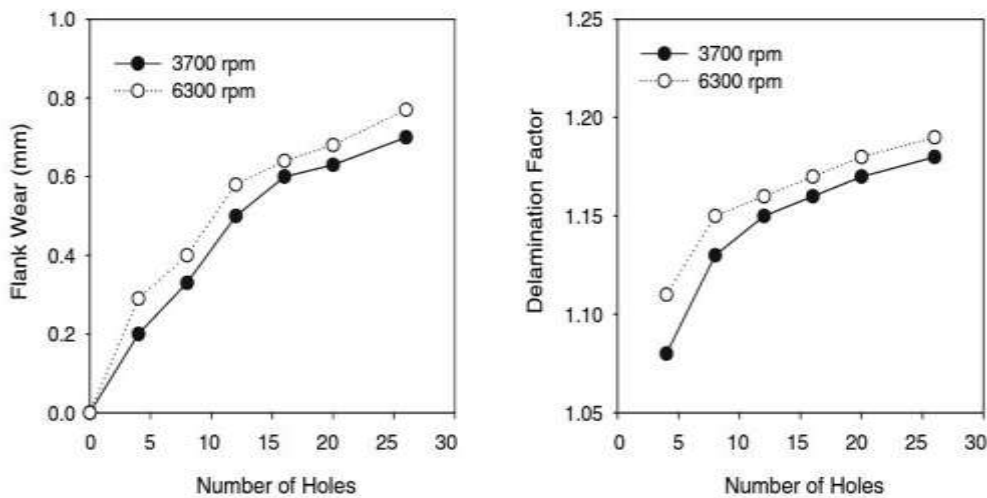 1.0
0.8
0.6
0.4
0.2
0.0
Flank Wear (mm)
3700 rpm
6300 rpm
0 5 10 15 20 25 30
Number of Holes
1.25
1.20
1.15
1.10
1.05
Delamination Factor
3700 rpm
6300 rpm
0 5 10 15 20 25 30
Number of Holes